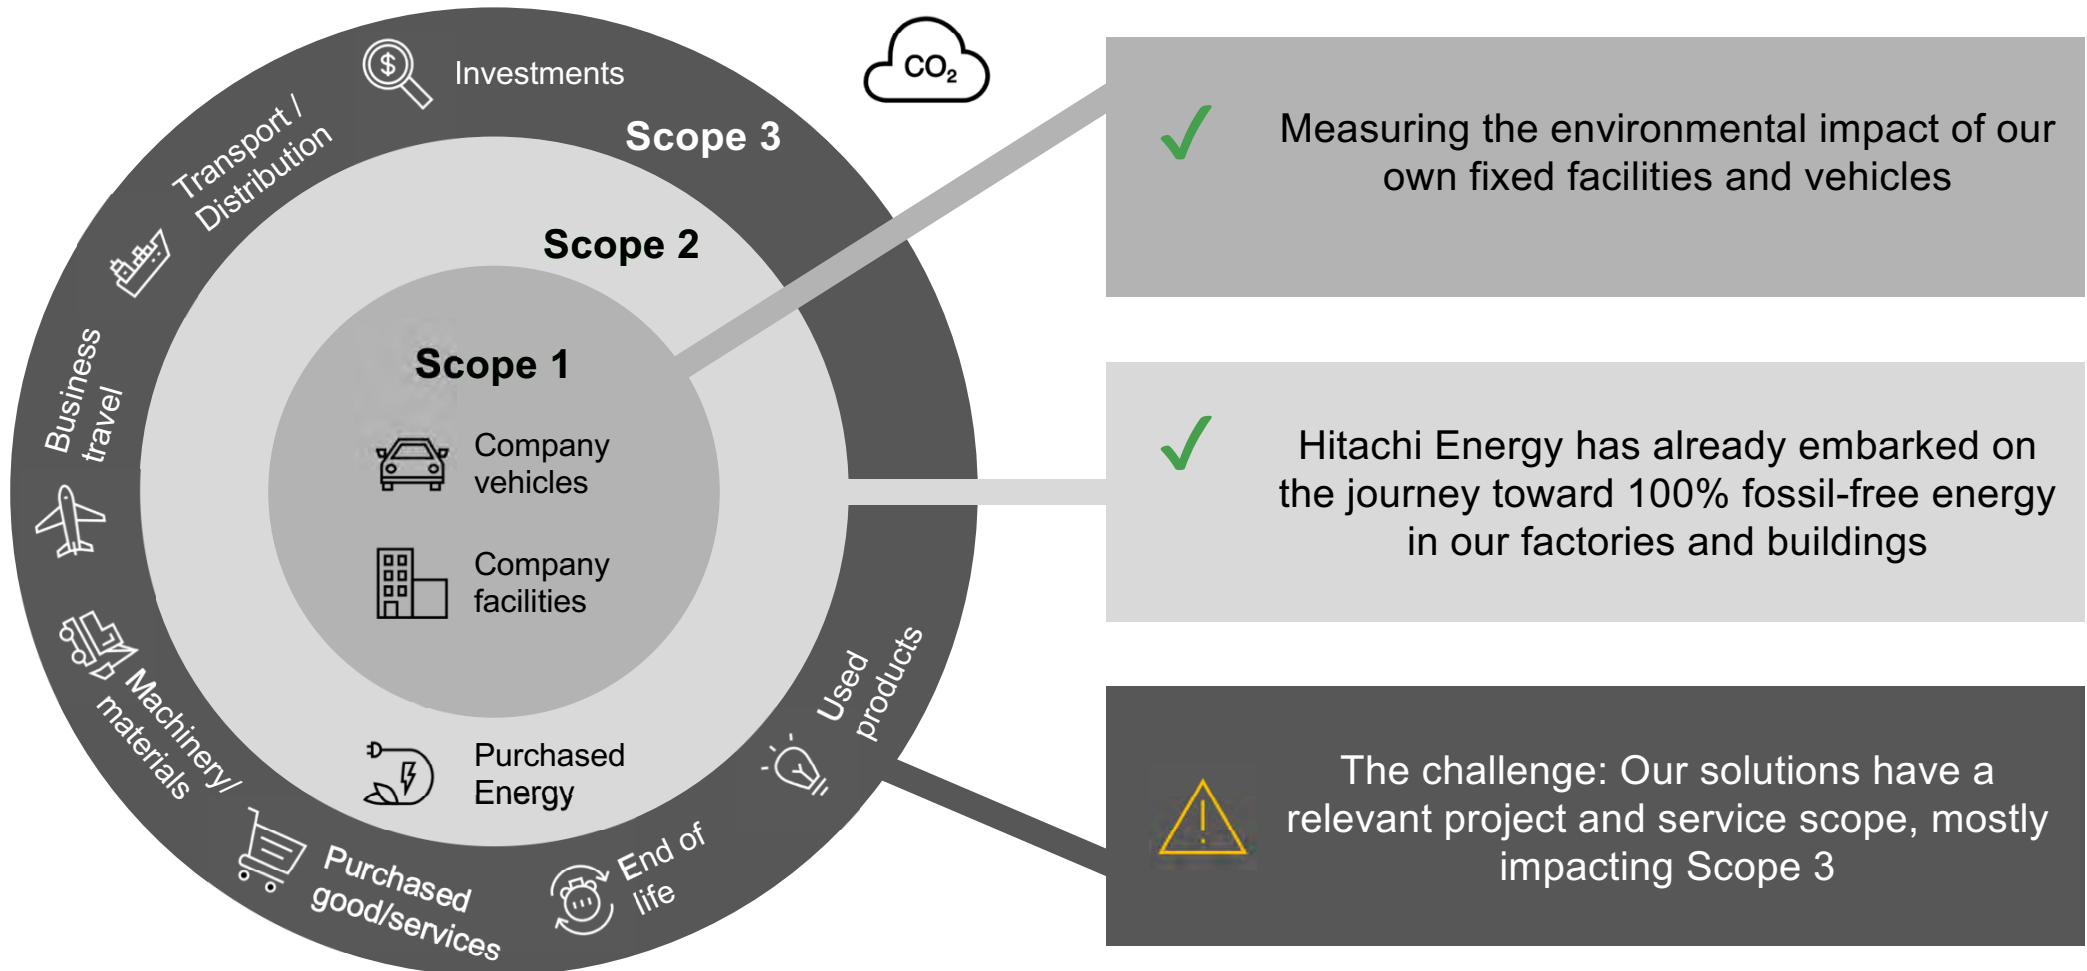 Investments
Scope 3
Transport /
Distribution
Business
travel
Machinery/
materials
Purchased
good/services
End of
life
Used
products
Scope 2
Purchased
Energy
Scope 1
Company
vehicles
Company
facilities
CO₂
Measuring the environmental impact of our
own fixed facilities and vehicles
Hitachi Energy has already embarked on
the journey toward 100% fossil-free energy
in our factories and buildings
The challenge: Our solutions have a
relevant project and service scope, mostly
impacting Scope 3